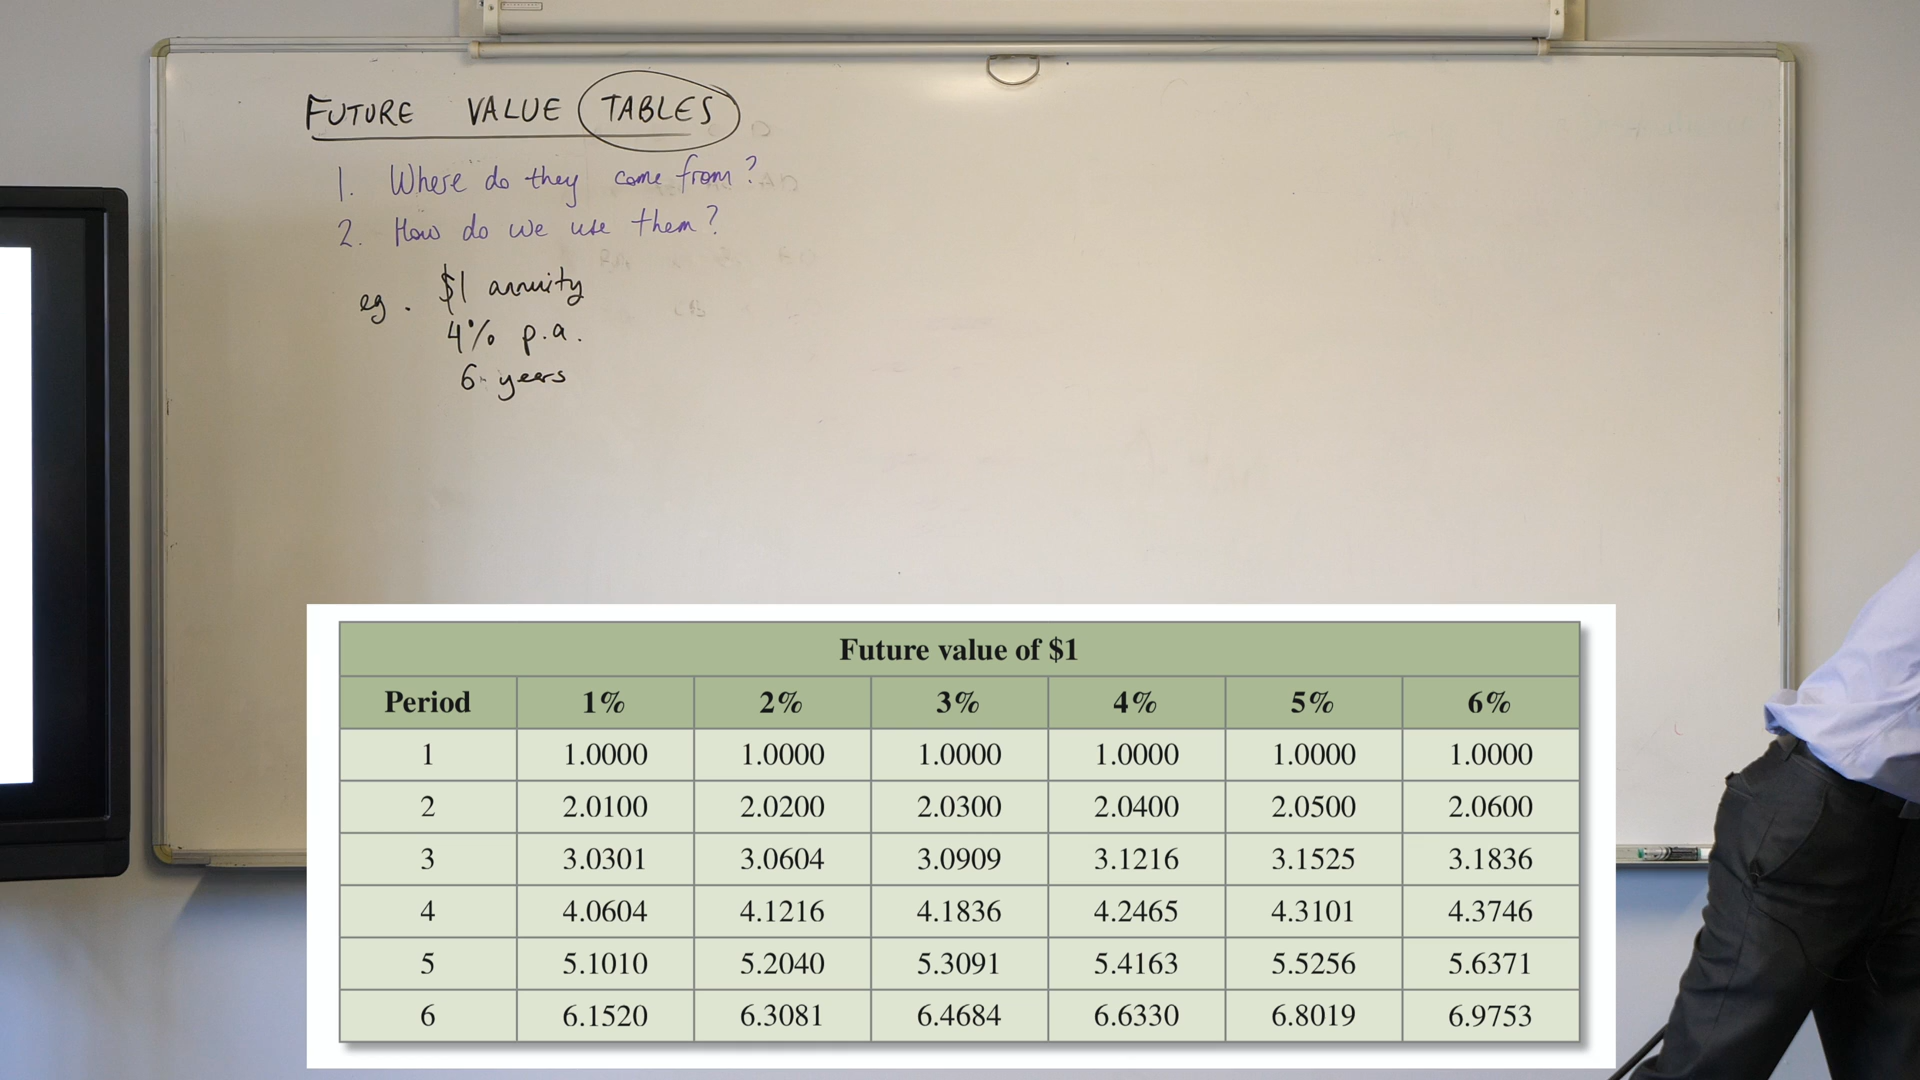 FUTURE VALUE TABLES
1. Where do they come from?
2. How do we use them?
eg. $1 annuity
4% p.a.
6 years
Future value of $1
Period 1% 2% 3% 4% 5% 6%
1 1.0000 1.0000 1.0000 1.0000 1.0000 1.0000
2 2.0100 2.0200 2.0300 2.0400 2.0500 2.0600
3 3.0301 3.0604 3.0909 3.1216 3.1525 3.1836
4 4.0604 4.1216 4.1836 4.2465 4.3101 4.3746
5 5.1010 5.2040 5.3091 5.4163 5.5256 5.6371
6 6.1520 6.3081 6.4684 6.6330 6.8019 6.9753